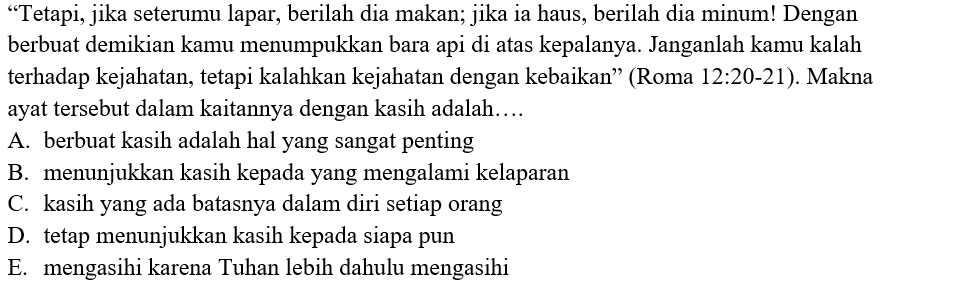 “Tetapi, jika seterumu lapar, berilah dia makan; jika ia haus, berilah dia minum! Dengan
berbuat demikian kamu menumpukkan bara api di atas kepalanya. Janganlah kamu kalah
terhadap kejahatan, tetapi kalahkan kejahatan dengan kebaikan” (Roma 12:20-21). Makna
ayat tersebut dalam kaitannya dengan kasih adalah….
A. berbuat kasih adalah hal yang sangat penting
B. menunjukkan kasih kepada yang mengalami kelaparan
C. kasih yang ada batasnya dalam diri setiap orang
D. tetap menunjukkan kasih kepada siapa pun
E. mengasihi karena Tuhan lebih dahulu mengasihi